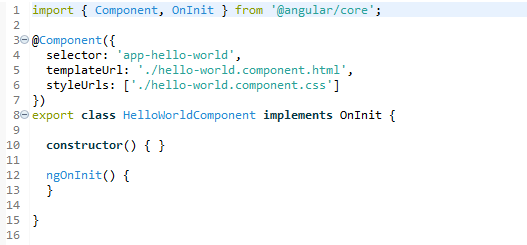 1 import { Component, OnInit } from '@angular/core';
2
3 @Component({
4   selector: 'app-hello-world',
5   templateUrl: './hello-world.component.html',
6   styleUrls: ['./hello-world.component.css']
7 })
8 export class HelloWorldComponent implements OnInit {
9
10   constructor() { }
11
12   ngOnInit() {
13   }
14
15 }
16